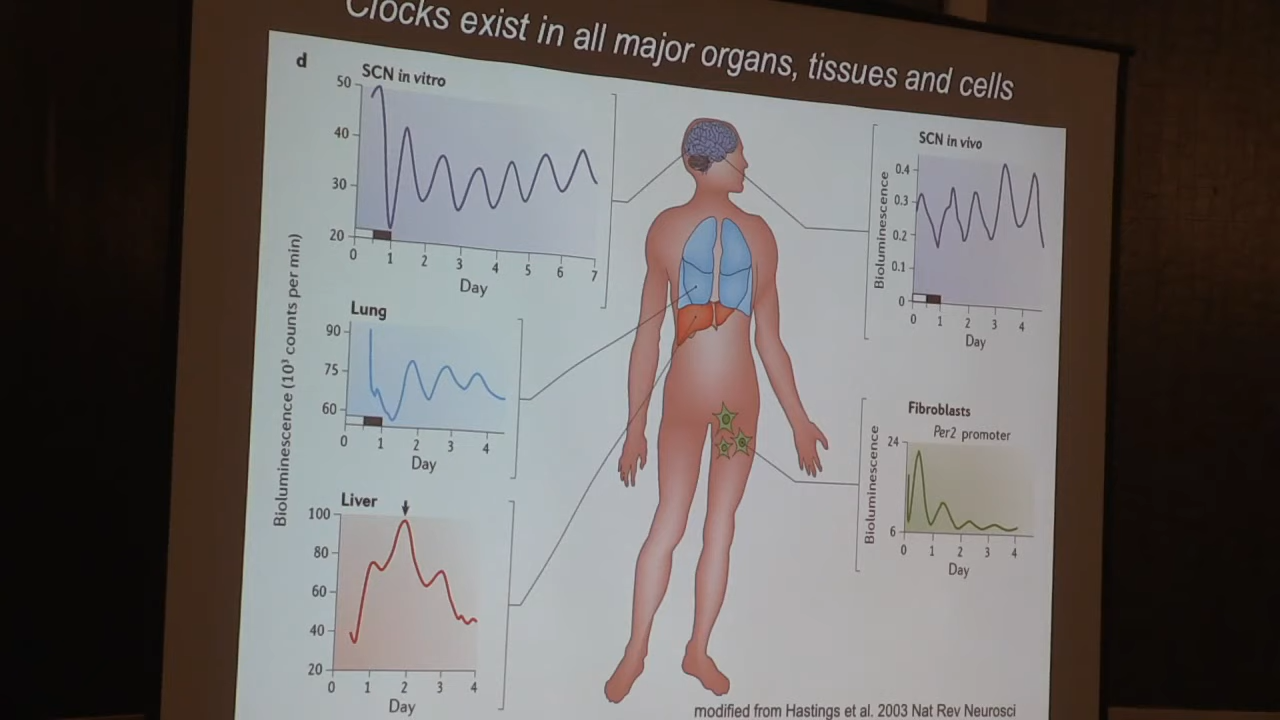 Clocks exist in all major organs, tissues and cells
d
SCN in vitro
50
40
30
20
0 1 2 3 4 5 6 7
Day
Bioluminescence (10³ counts per min)
Lung
90
75
60
0 1 2 3 4
Day
Liver
100
80
60
40
20
0 1 2 3 4
Day
SCN in vivo
Bioluminescence
0.4
0.3
0.2
0.1
0
0 1 2 3 4
Day
Fibroblasts
Per2 promoter
Bioluminescence
24
6
0 1 2 3 4
Day
modified from Hastings et al. 2003 Nat Rev Neurosci